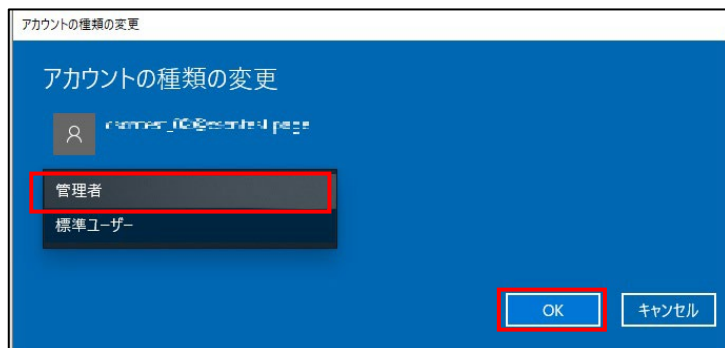 アカウントの種類の変更
アカウントの種類の変更
管理者
標準ユーザー
OK
キャンセル